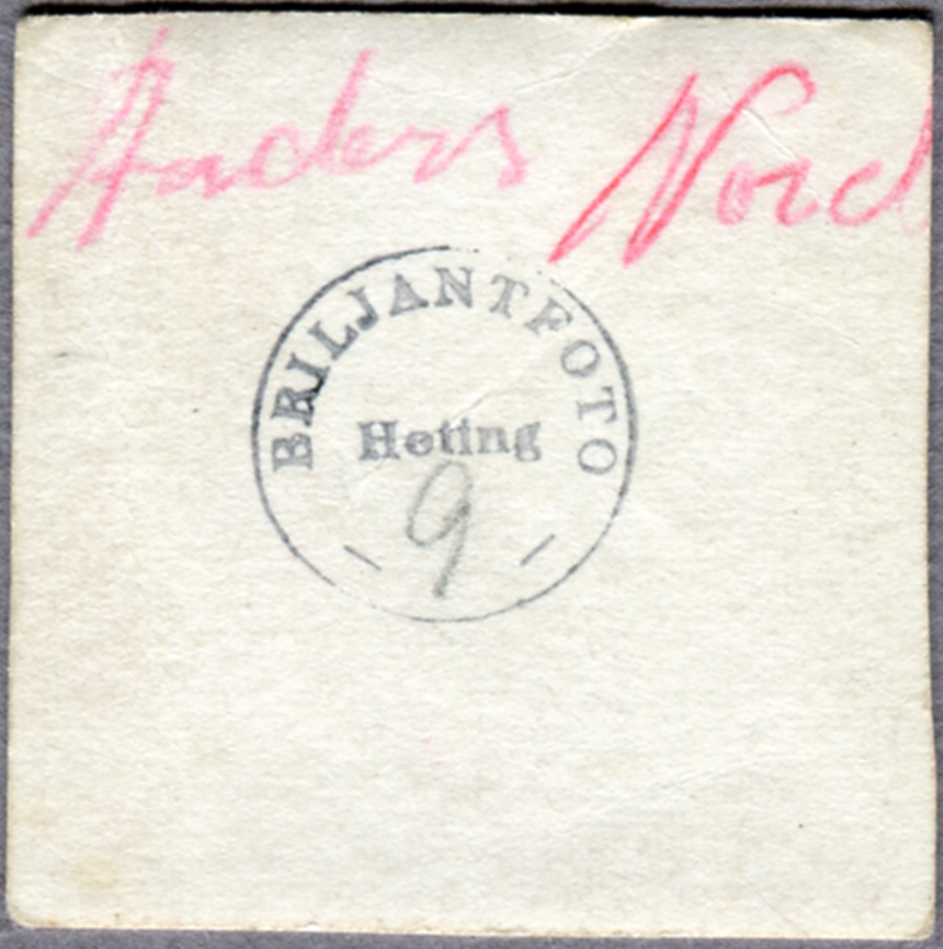 Anders Nord
BRILJANTFOTO
Hoting
9